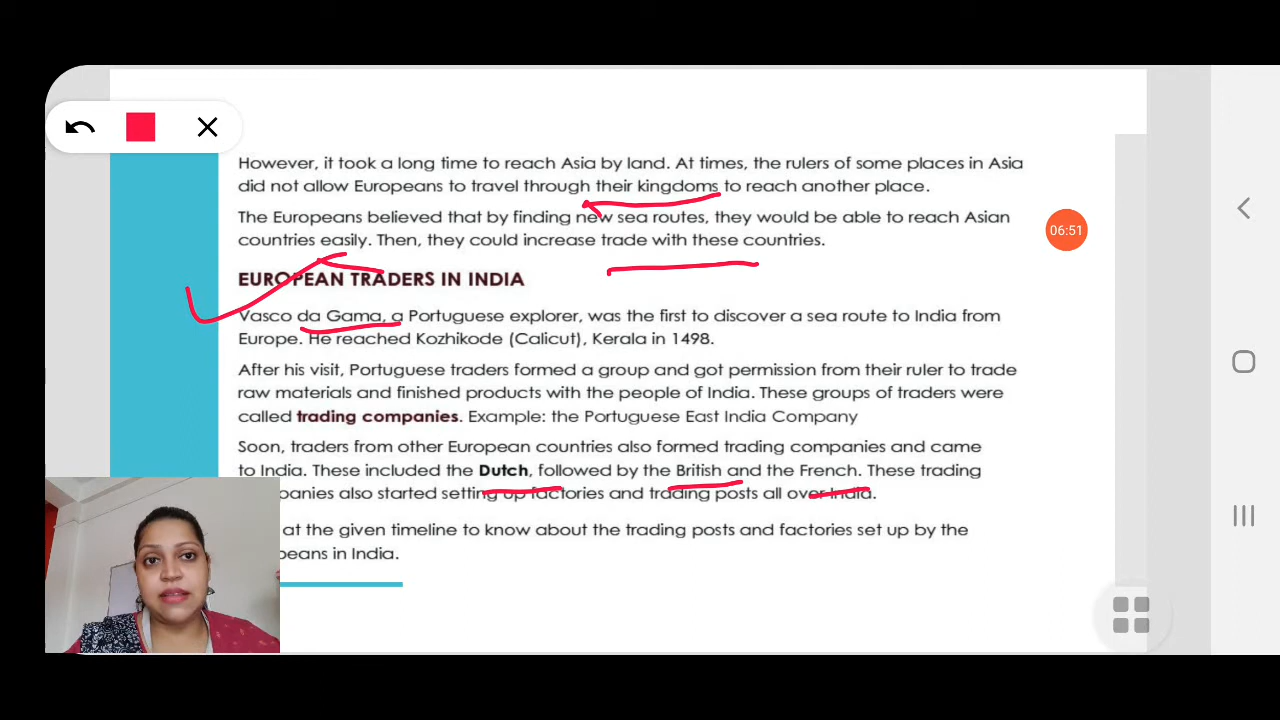 However, it took a long time to reach Asia by land. At times, the rulers of some places in Asia
did not allow Europeans to travel through their kingdoms to reach another place.
The Europeans believed that by finding new sea routes, they would be able to reach Asian
countries easily. Then, they could increase trade with these countries.
06:51
EUROPEAN TRADERS IN INDIA
Vasco da Gama, a Portuguese explorer, was the first to discover a sea route to India from
Europe. He reached Kozhikode (Calicut), Kerala in 1498.
After his visit, Portuguese traders formed a group and got permission from their ruler to trade
raw materials and finished products with the people of India. These groups of traders were
called trading companies. Example: the Portuguese East India Company
Soon, traders from other European countries also formed trading companies and came
to India. These included the Dutch, followed by the British and the French. These trading
mpanies also started setting up factories and trading posts all over India.
at the given timeline to know about the trading posts and factories set up by the
peans in India.